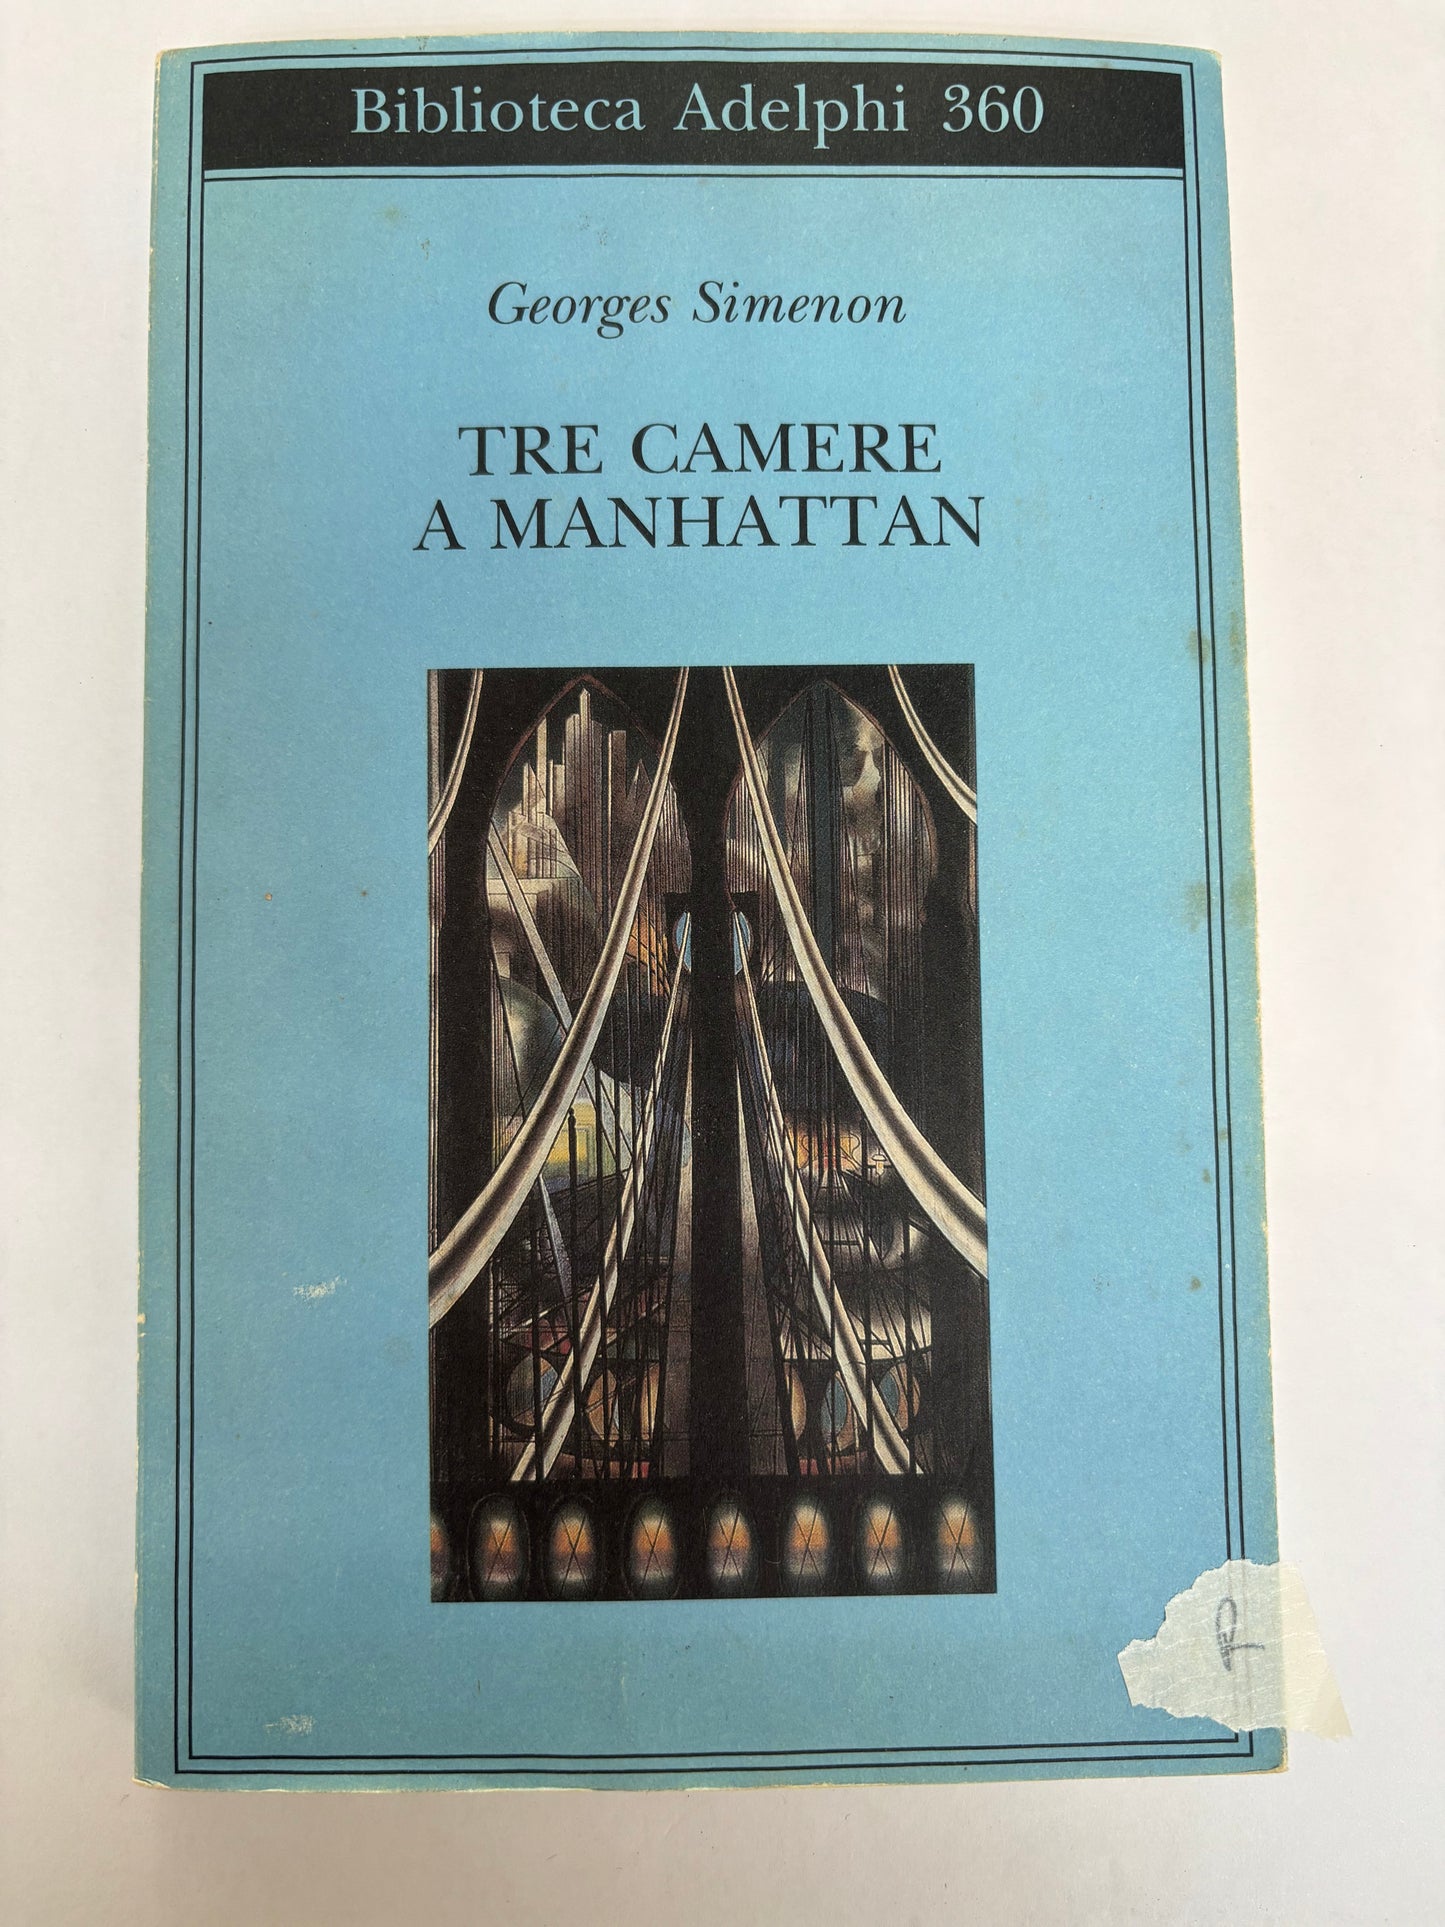 Biblioteca Adelphi 360
Georges Simenon
TRE CAMERE
A MANHATTAN
R